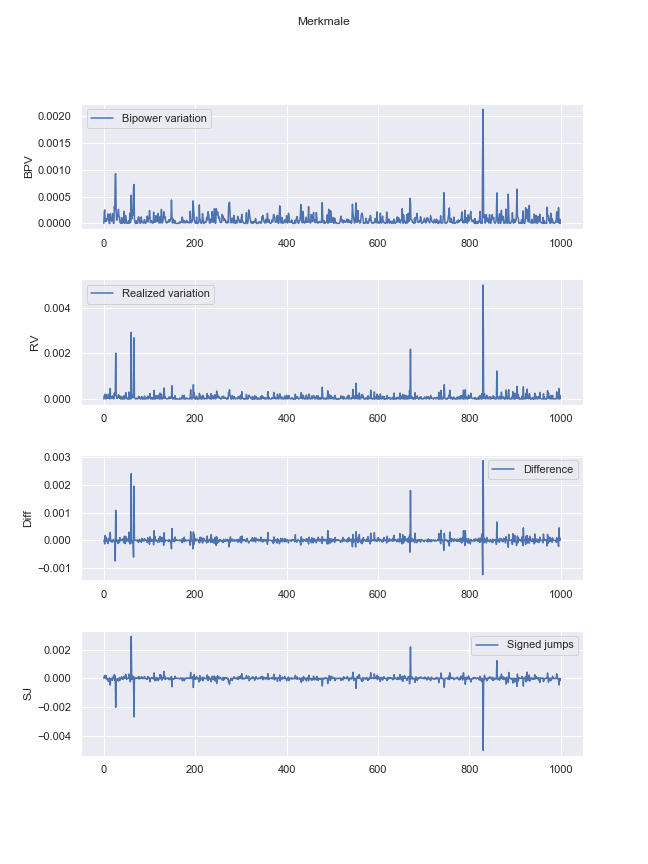 Merkmale
Bipower variation
BPV
0.0020
0.0015
0.0010
0.0005
0.0000
0 200 400 600 800 1000
Realized variation
RV
0.004
0.002
0.000
0 200 400 600 800 1000
Difference
Diff
0.003
0.002
0.001
0.000
−0.001
0 200 400 600 800 1000
Signed jumps
SJ
0.002
0.000
−0.002
−0.004
0 200 400 600 800 1000